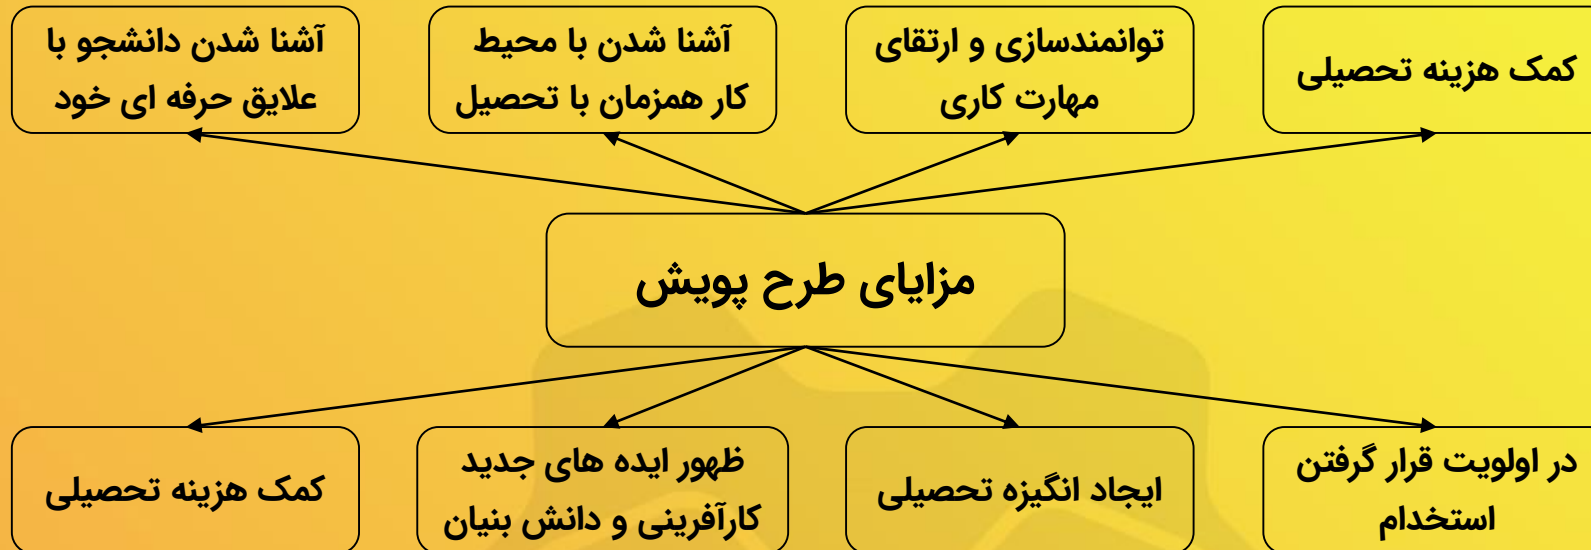 کمک هزینه تحصیلی
توانمندسازی و ارتقای
مهارت کاری
آشنا شدن با محیط
کار همزمان با تحصیل
آشنا شدن دانشجو با
علایق حرفه ای خود
مزایای طرح پویش
در اولویت قرار گرفتن
استخدام
ایجاد انگیزه تحصیلی
ظهور ایده های جدید
کارآفرینی و دانش بنیان
کمک هزینه تحصیلی